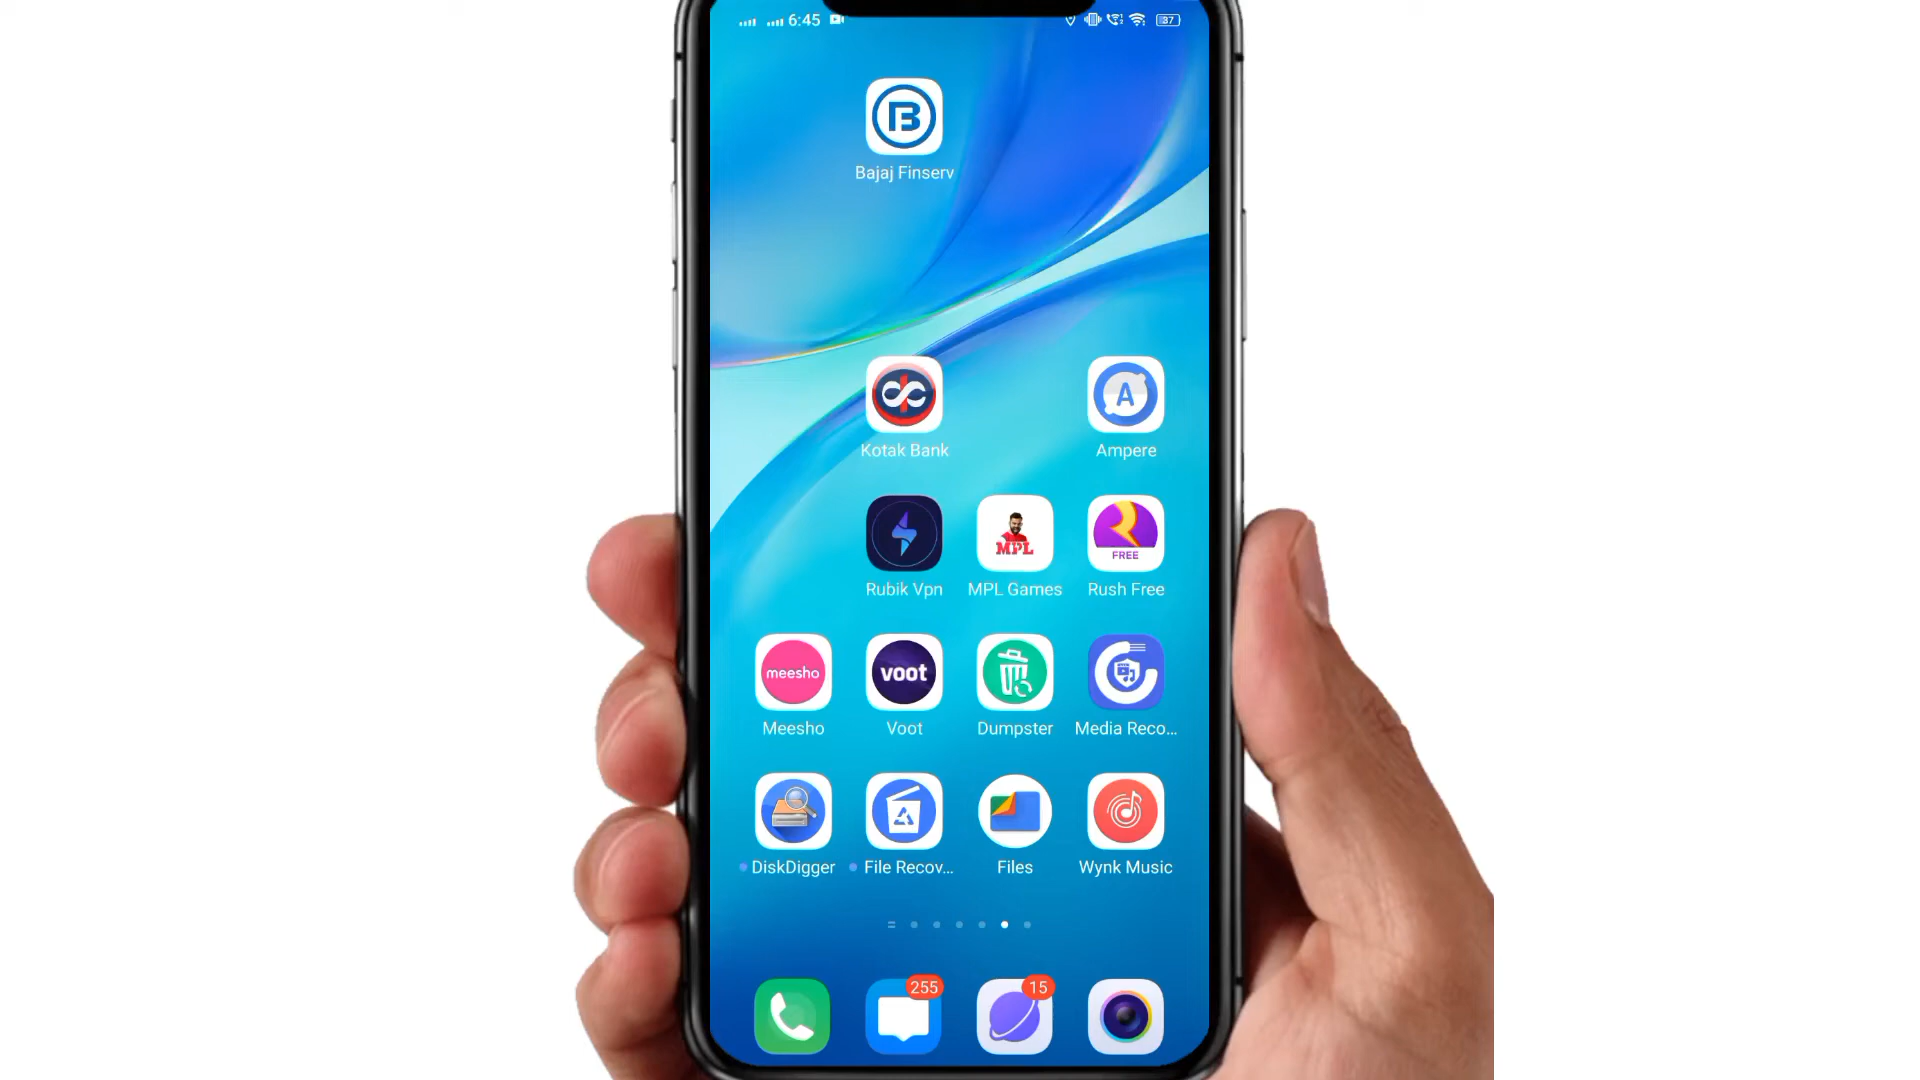 6:45
37
Bajaj Finserv
Kotak Bank
A
Ampere
MPL
FREE
Rubik Vpn
MPL Games
Rush Free
meesho
voot
Meesho
Voot
Dumpster
Media Reco...
DiskDigger
File Recov...
Files
Wynk Music
255
15